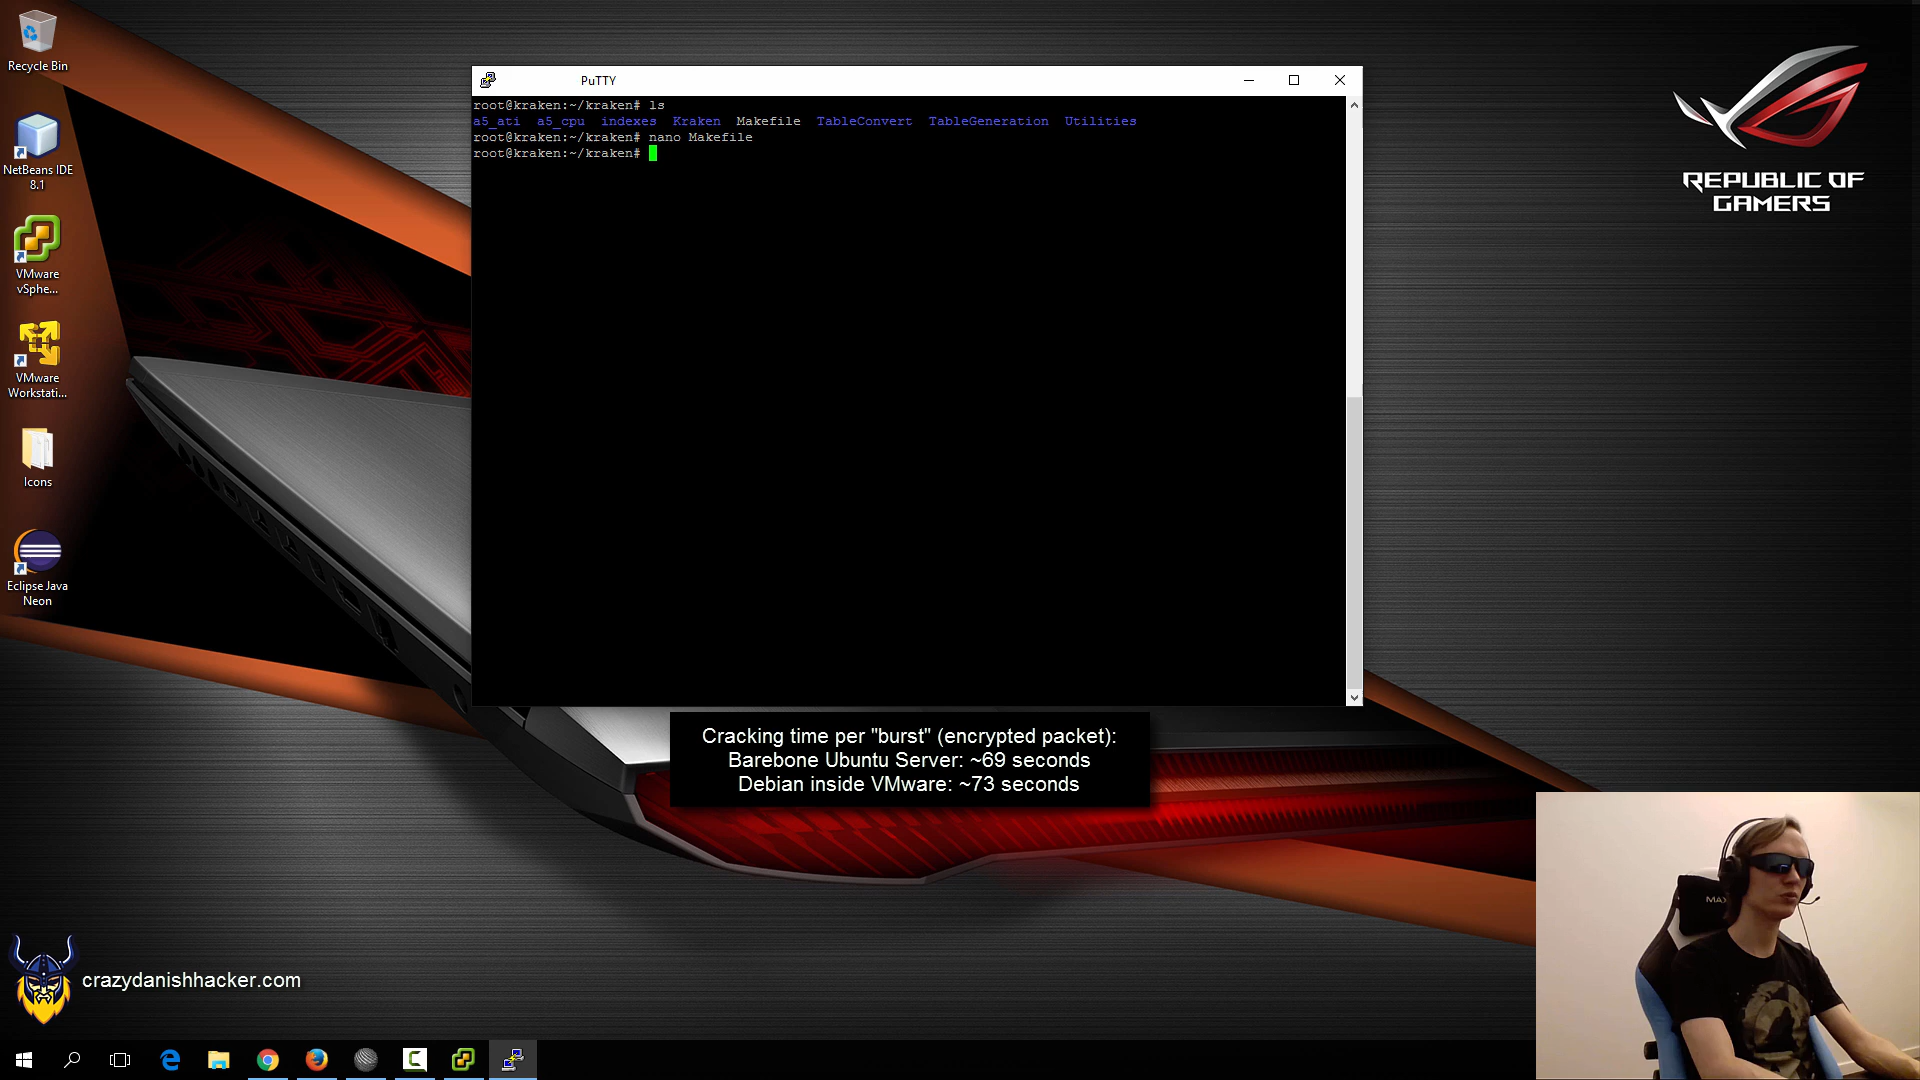 Recycle Bin
NetBeans IDE
8.1
VMware
vSphe...
VMware
Workstati...
Icons
Eclipse Java
Neon
PuTTY
root@kraken:~/kraken# ls
a5_ati  a5_cpu  indexes  Kraken  Makefile  TableConvert  TableGeneration  Utilities
root@kraken:~/kraken# nano Makefile
root@kraken:~/kraken#
REPUBLIC OF
GAMERS
Cracking time per "burst" (encrypted packet):
Barebone Ubuntu Server: ~69 seconds
Debian inside VMware: ~73 seconds
crazydanishhacker.com